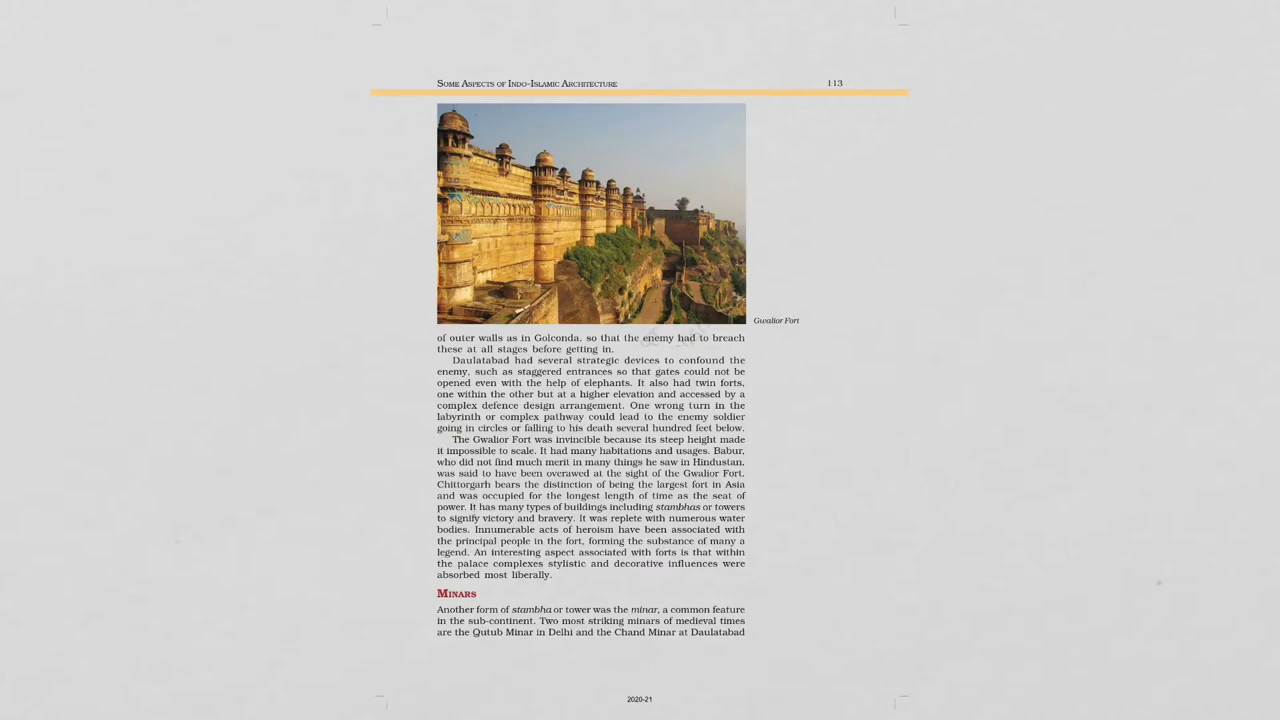 SOME ASPECTS OF INDO-ISLAMIC ARCHITECTURE 113
Gwalior Fort
of outer walls as in Golconda, so that the enemy had to breach
these at all stages before getting in.
Daulatabad had several strategic devices to confound the
enemy, such as staggered entrances so that gates could not be
opened even with the help of elephants. It also had twin forts,
one within the other but at a higher elevation and accessed by a
complex defence design arrangement. One wrong turn in the
labyrinth or complex pathway could lead to the enemy soldier
going in circles or falling to his death several hundred feet below.
The Gwalior Fort was invincible because its steep height made
it impossible to scale. It had many habitations and usages. Babur,
who did not find much merit in many things he saw in Hindustan,
was said to have been overawed at the sight of the Gwalior Fort.
Chittorgarh bears the distinction of being the largest fort in Asia
and was occupied for the longest length of time as the seat of
power. It has many types of buildings including stambhas or towers
to signify victory and bravery. It was replete with numerous water
bodies. Innumerable acts of heroism have been associated with
the principal people in the fort, forming the substance of many a
legend. An interesting aspect associated with forts is that within
the palace complexes stylistic and decorative influences were
absorbed most liberally.
MINARS
Another form of stambha or tower was the minar, a common feature
in the sub-continent. Two most striking minars of medieval times
are the Qutub Minar in Delhi and the Chand Minar at Daulatabad
2020-21